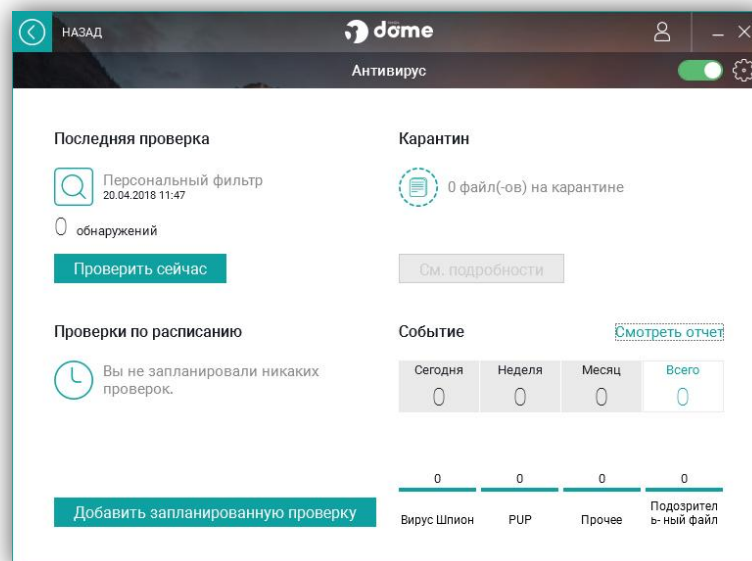 НАЗАД
dome
Антивирус
Последняя проверка
Персональный фильтр
20.04.2018 11:47
0 обнаружений
Проверить сейчас
Карантин
0 файл(-ов) на карантине
См. подробности
Проверки по расписанию
Вы не запланировали никаких
проверок.
Добавить запланированную проверку
Событие
Смотреть отчет
Сегодня Неделя Месяц Всего
0 0 0 0
0 0 0 0
Вирус Шпион PUP Прочее Подозрител
ь- ный файл